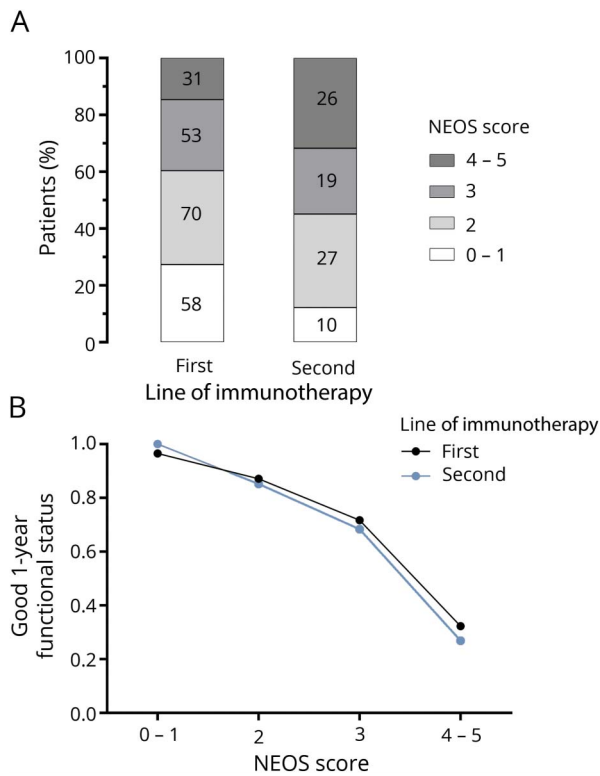 A
100
80
60
40
20
0
Patients (%)
31
53
70
58
26
19
27
10
First
Second
Line of immunotherapy
NEOS score
4 – 5
3
2
0 – 1
B
Line of immunotherapy
First
Second
1.0
0.8
0.6
0.4
0.2
0.0
Good 1-year
functional status
0 – 1
2
3
4 – 5
NEOS score